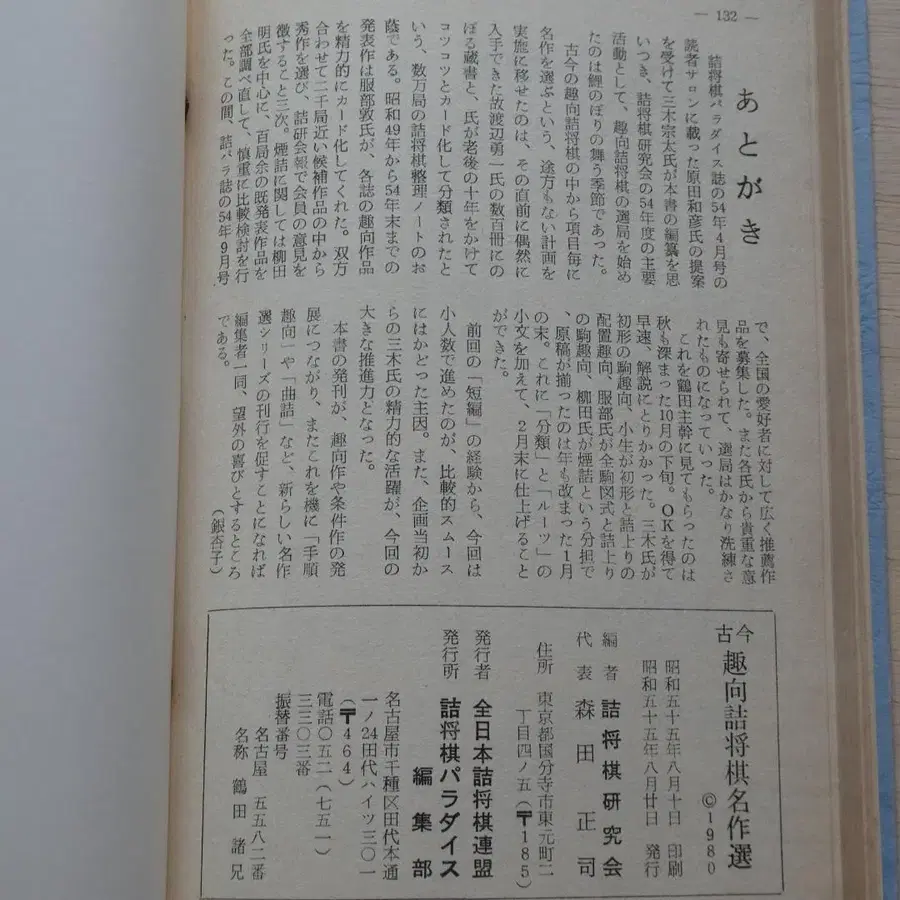 — 132 —
あとがき
詰将棋パラダイス誌の54年4月号の
読者サロンに載った原田和彦氏の提案
を受けて三木宗太氏が本書の編纂を思
いつき、詰将棋研究会の54年度の主要
活動として、趣向詰将棋の選局を始め
たのは鯉のぼりの舞う季節であった。
古今の趣向詰将棋の中から項目毎に
名作を選ぶという、途方もない計画を
実施に移せたのは、その直前に偶然に
入手できた故渡辺勇一氏の数百冊にの
ぼる蔵書と、氏が老後の十年をかけて
コツコツとカード化して分類されたと
いう、数万局の詰将棋整理ノートのお
蔭である。昭和49年から54年末までの
発表作は服部敦氏が、各誌の趣向作品
を精力的にカード化してくれた。双方
合わせて二千局近い候補作品の中から
秀作を選び、詰研会報で会員の意見を
徴すること三次。煙詰に関しては柳田
明氏を中心に、百局余の既発表作品を
全部調べ直して、慎重に比較検討を行
った。この間、詰パラ誌の54年9月号
で、全国の愛好者に対して広く推薦作
品を募集した。また各氏から貴重な意
見も寄せられて、選局はかなり洗練さ
れたものになっていった。
これを鶴田主幹に見てもらったのは
秋も深まった10月の下旬。OKを得て
早速、解説にとりかかった。三木氏が
初形の駒趣向、小生が初形と詰上りの
配置趣向、服部氏が全駒図式と詰上り
の駒趣向、柳田氏が煙詰という分担で
、原稿が揃ったのは年も改まった1月
の末。これに「分類」と「ルーツ」の
小文を加えて、2月末に仕上げること
ができた。
前回の「短編」の経験から、今回は
小人数で進めたのが、比較的スムース
にはかどった主因。また、企画当初か
らの三木氏の精力的な活躍が、今回の
大きな推進力となった。
本書の発刊が、趣向作や条件作の発
展につながり、またこれを機に「手順
趣向」や「曲詰」など、新らしい名作
選シリーズの刊行を促すことになれば
編集者一同、望外の喜びとするところ
である。
(銀杏子)
古今 趣向詰将棋名作選
©1980
昭和五十五年八月十日 印刷
昭和五十五年八月廿日 発行
編者 詰将棋研究会
代表 森田正司
住所 東京都国分寺市東元町二
丁目四ノ五(〒185)
発行者 全日本詰将棋連盟
発行所 詰将棋パラダイス
編集部
名古屋市千種区田代本通
一ノ24田代ハイツ三〇一
(〒464)
電話〇五二(七五一)
三三〇三番
振替番号
名古屋 五五八二番
名称 鶴田諸兄